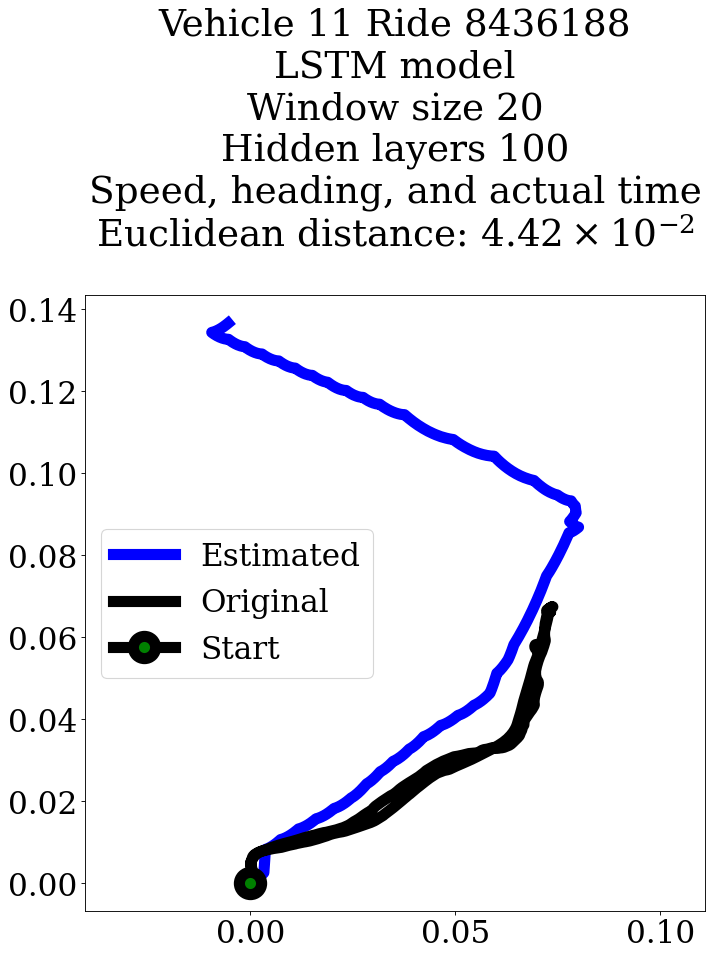 Vehicle 11 Ride 8436188
LSTM model
Window size 20
Hidden layers 100
Speed, heading, and actual time
Euclidean distance: 4.42 × 10⁻²
0.14
0.12
0.10
0.08
0.06
0.04
0.02
0.00
Estimated
Original
Start
0.00 0.05 0.10